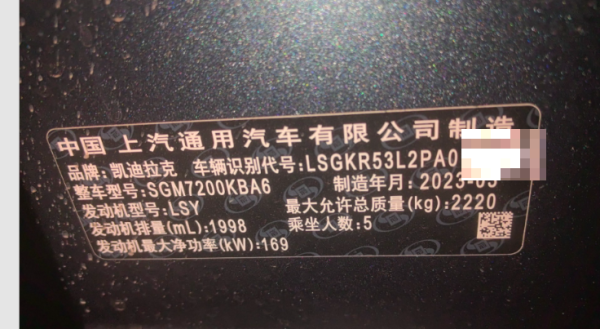 中国 上汽通用汽车有限公司制造
品牌:凯迪拉克 车辆识别代号:LSGKR53L2PA0
整车型号:SGM7200KBA6 制造年月:2023-05
发动机型号:LSY 最大允许总质量(kg):2220
发动机排量(mL):1998 乘坐人数:5
发动机最大净功率(kW):169